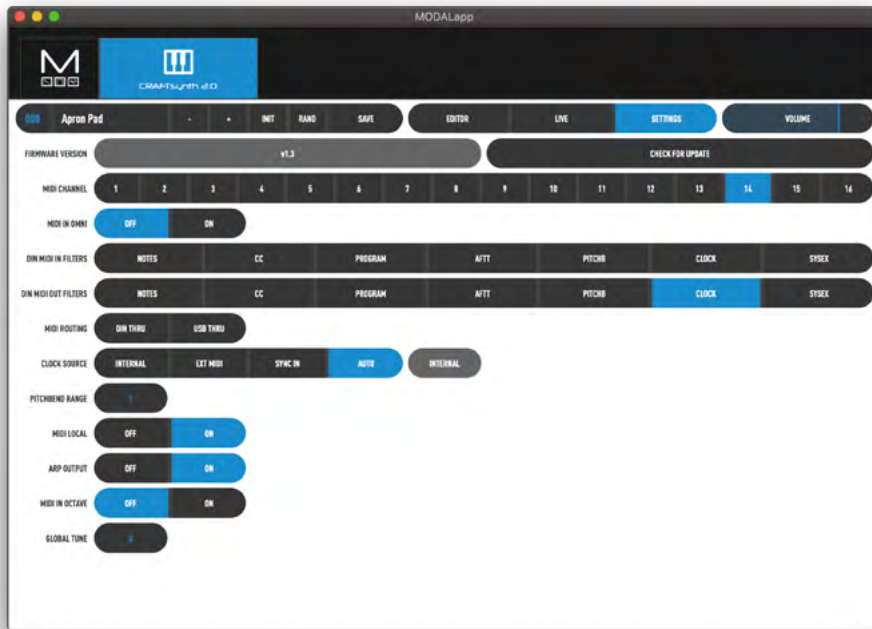 MODALapp
M
CRAFTsynth 2.0
008 Apron Pad - + INIT RAND SAVE EDITOR LIVE SETTINGS VOLUME
FIRMWARE VERSION v1.3 CHECK FOR UPDATE
MIDI CHANNEL 1 2 3 4 5 6 7 8 9 10 11 12 13 14 15 16
MIDI IN OMNI OFF ON
DIN MIDI IN FILTERS NOTES CC PROGRAM AFTT PITCHB CLOCK SYSEX
DIN MIDI OUT FILTERS NOTES CC PROGRAM AFTT PITCHB CLOCK SYSEX
MIDI ROUTING DIN THRU USB THRU
CLOCK SOURCE INTERNAL EXT MIDI SYNC IN AUTO INTERNAL
PITCHBEND RANGE
MIDI LOCAL OFF ON
ARP OUTPUT OFF ON
MIDI IN OCTAVE OFF ON
GLOBAL TUNE